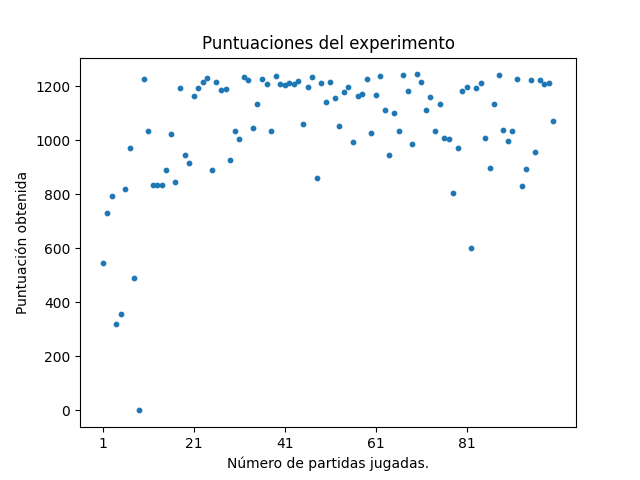 Puntuaciones del experimento
Puntuación obtenida
1200
1000
800
600
400
200
0
1 21 41 61 81
Número de partidas jugadas.